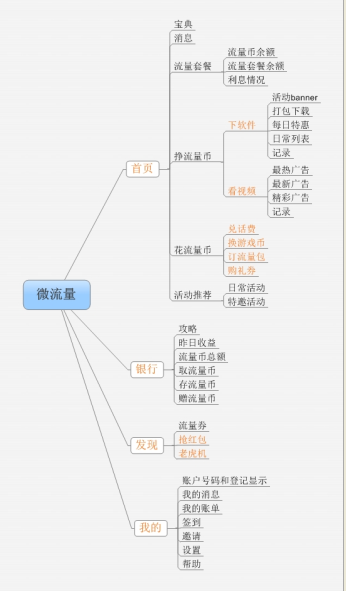 微流量
首页
宝典
消息
流量套餐
流量币余额
流量套餐余额
利息情况
挣流量币
下软件
活动banner
打包下载
每日特惠
日常列表
记录
看视频
最热广告
最新广告
精彩广告
记录
花流量币
兑话费
换游戏币
订流量包
购礼券
活动推荐
日常活动
特邀活动
银行
攻略
昨日收益
流量币总额
取流量币
存流量币
赠流量币
发现
流量券
抢红包
老虎机
我的
账户号码和登记显示
我的消息
我的账单
签到
邀请
设置
帮助